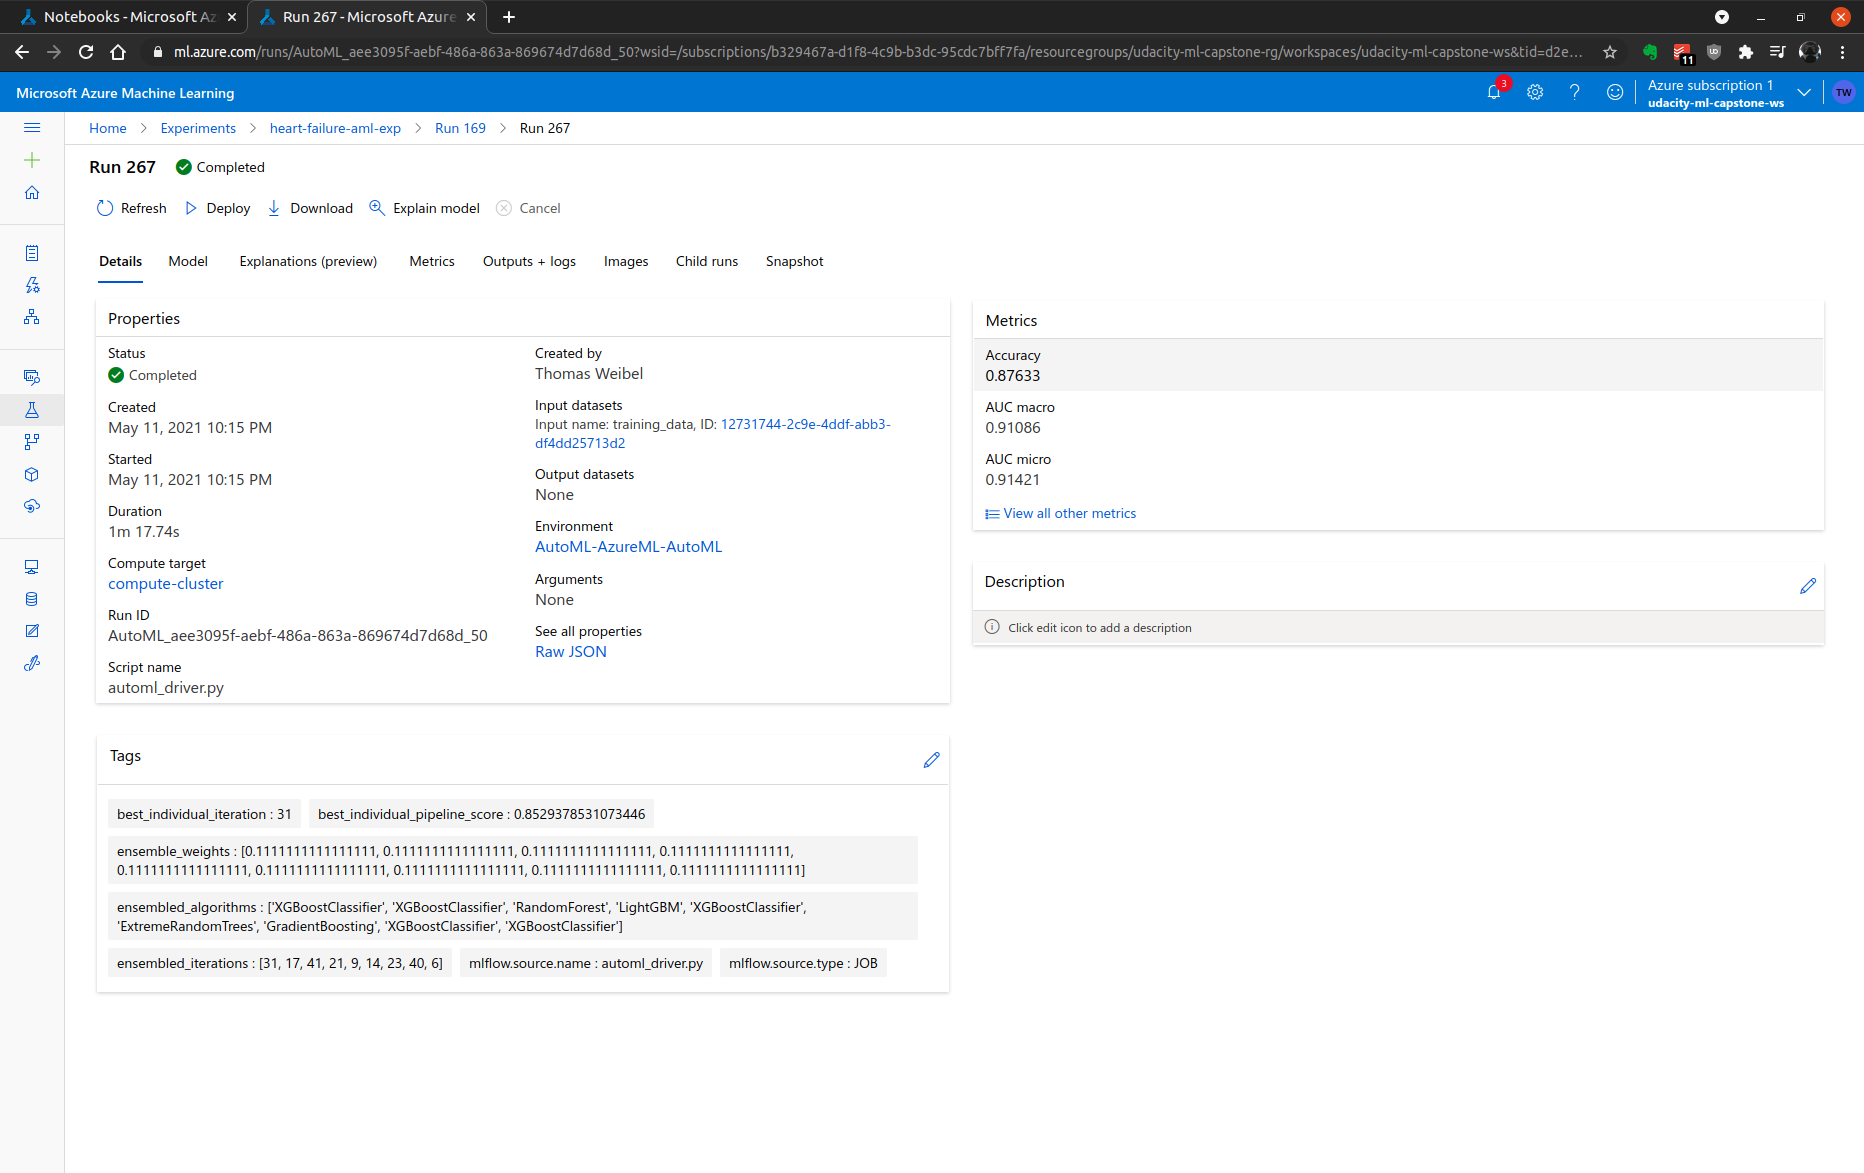 Notebooks - Microsoft Az
Run 267 - Microsoft Azure
ml.azure.com/runs/AutoML_aee3095f-aebf-486a-863a-869674d7d68d_50?wsid=/subscriptions/b329467a-d1f8-4c9b-b3dc-95cdc7bff7fa/resourcegroups/udacity-ml-capstone-rg/workspaces/udacity-ml-capstone-ws&tid=d2e...
11
Microsoft Azure Machine Learning
3
Azure subscription 1
udacity-ml-capstone-ws
TW
Home > Experiments > heart-failure-aml-exp > Run 169 > Run 267
Run 267 Completed
Refresh Deploy Download Explain model Cancel
Details Model Explanations (preview) Metrics Outputs + logs Images Child runs Snapshot
Properties
Status
Completed
Created
May 11, 2021 10:15 PM
Started
May 11, 2021 10:15 PM
Duration
1m 17.74s
Compute target
compute-cluster
Run ID
AutoML_aee3095f-aebf-486a-863a-869674d7d68d_50
Script name
automl_driver.py
Created by
Thomas Weibel
Input datasets
Input name: training_data, ID: 12731744-2c9e-4ddf-abb3-
df4dd25713d2
Output datasets
None
Environment
AutoML-AzureML-AutoML
Arguments
None
See all properties
Raw JSON
Metrics
Accuracy
0.87633
AUC macro
0.91086
AUC micro
0.91421
View all other metrics
Description
Click edit icon to add a description
Tags
best_individual_iteration : 31 best_individual_pipeline_score : 0.8529378531073446
ensemble_weights : [0.1111111111111111, 0.1111111111111111, 0.1111111111111111, 0.1111111111111111,
0.1111111111111111, 0.1111111111111111, 0.1111111111111111, 0.1111111111111111, 0.1111111111111111]
ensembled_algorithms : ['XGBoostClassifier', 'XGBoostClassifier', 'RandomForest', 'LightGBM', 'XGBoostClassifier',
'ExtremeRandomTrees', 'GradientBoosting', 'XGBoostClassifier', 'XGBoostClassifier']
ensembled_iterations : [31, 17, 41, 21, 9, 14, 23, 40, 6] mlflow.source.name : automl_driver.py mlflow.source.type : JOB